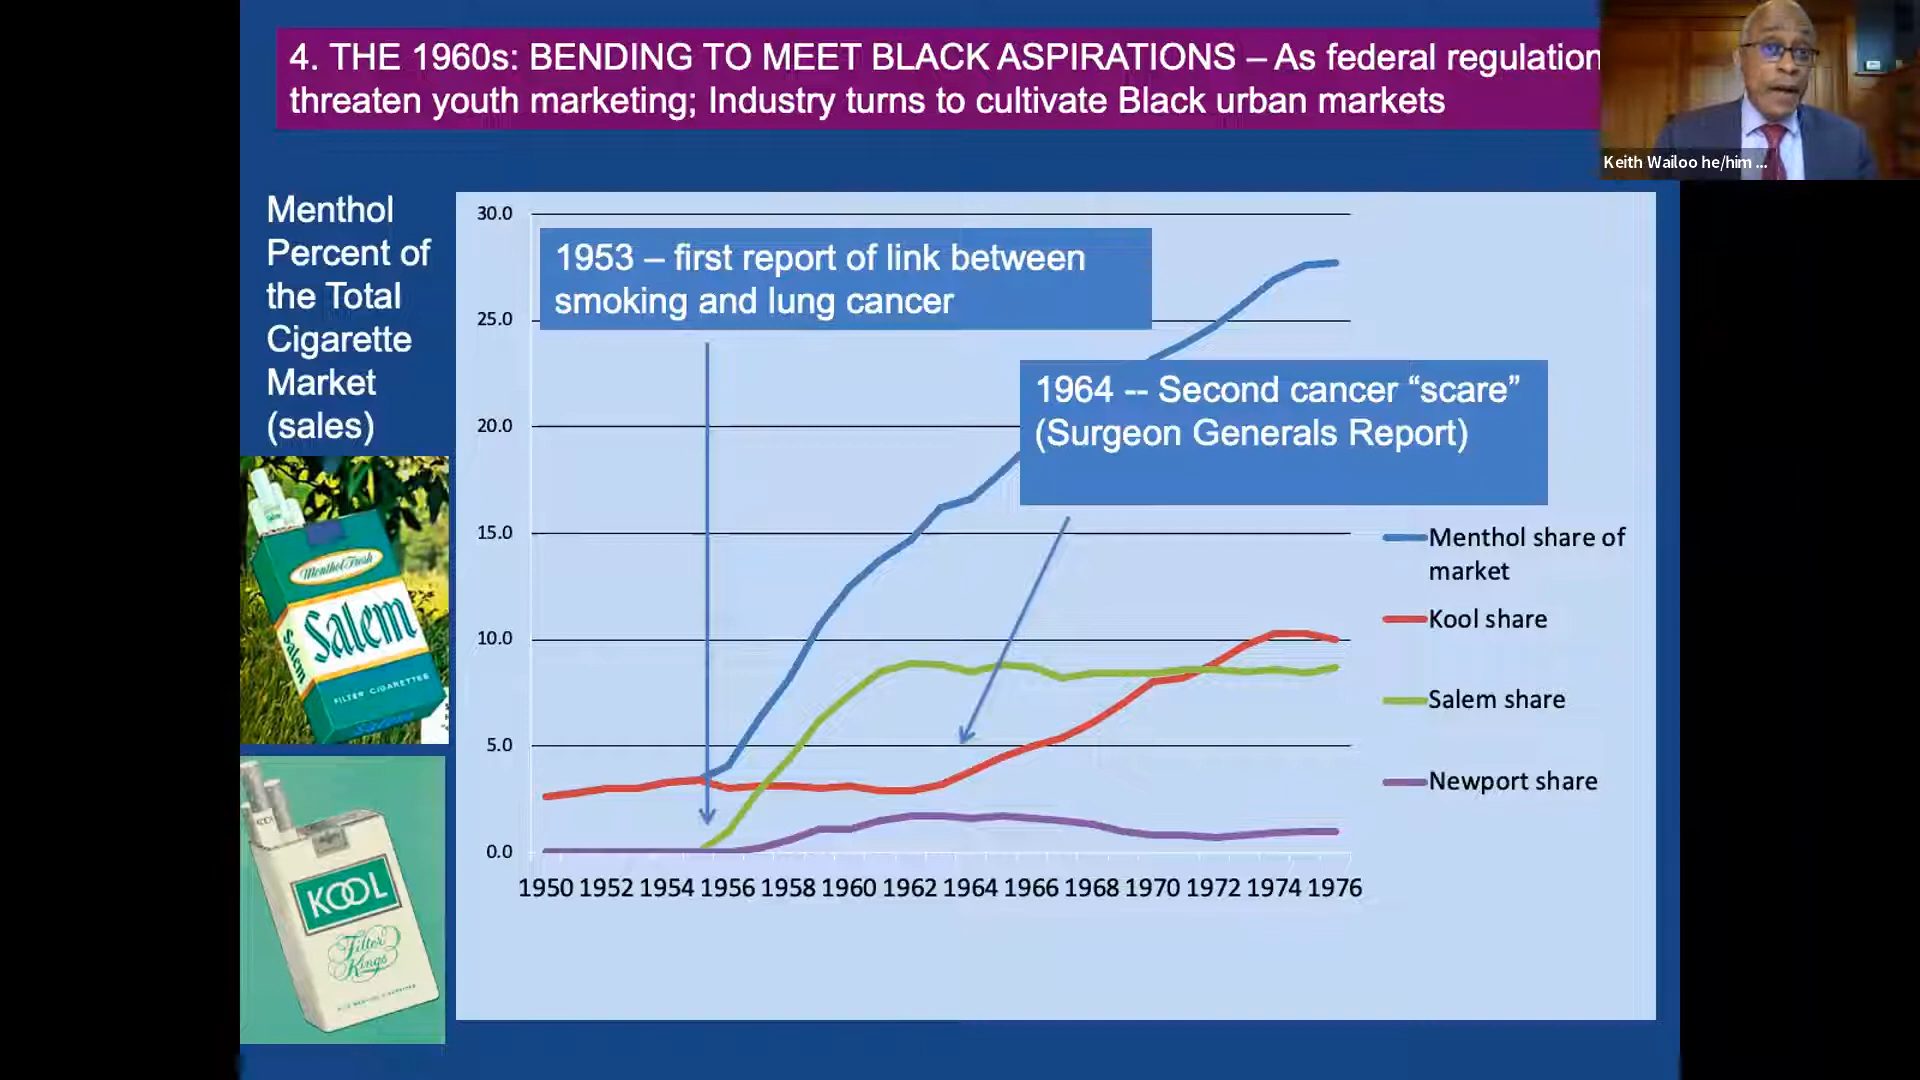 4. THE 1960s: BENDING TO MEET BLACK ASPIRATIONS – As federal regulation
threaten youth marketing; Industry turns to cultivate Black urban markets
Keith Wailoo he/him ...
Menthol
Percent of
the Total
Cigarette
Market
(sales)
30.0
25.0
20.0
15.0
10.0
5.0
0.0
1953 – first report of link between
smoking and lung cancer
1964 -- Second cancer “scare”
(Surgeon Generals Report)
Menthol share of
market
Kool share
Salem share
Newport share
1950 1952 1954 1956 1958 1960 1962 1964 1966 1968 1970 1972 1974 1976
Menthol Fresh
Salem
Salem
FILTER CIGARETTES
KOOL
Filter
Kings